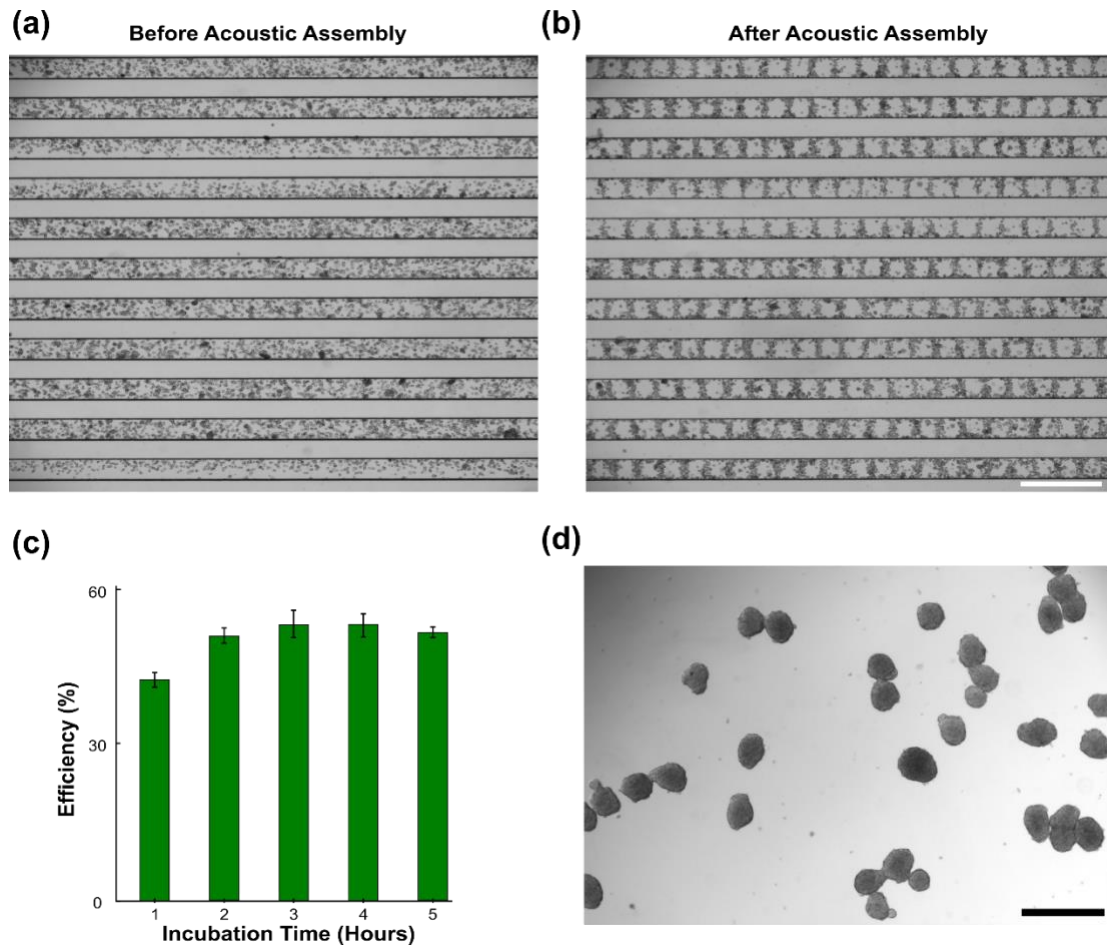 (a)
Before Acoustic Assembly
(b)
After Acoustic Assembly
(c)
60
30
0
Efficiency (%)
1 2 3 4 5
Incubation Time (Hours)
(d)